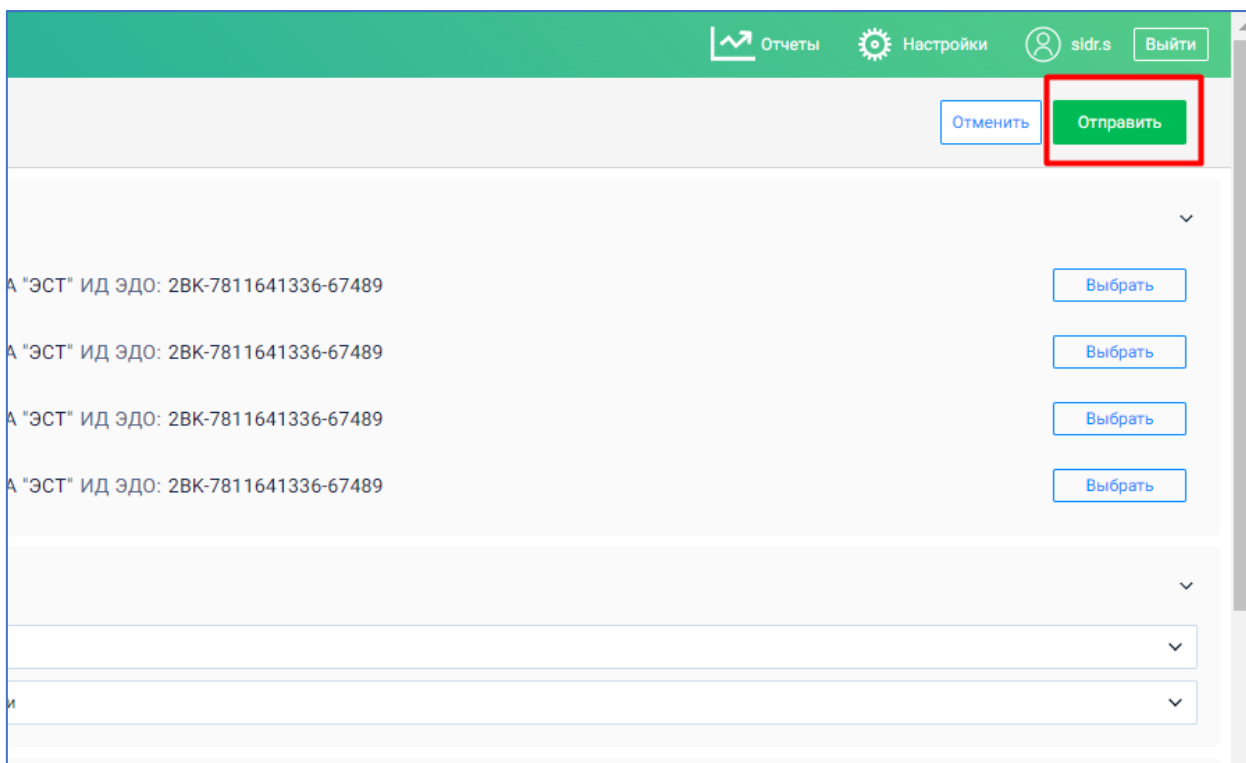 Отчеты Настройки sidr.s Выйти
Отменить Отправить
А "ЭСТ" ИД ЭДО: 2BK-7811641336-67489 Выбрать
А "ЭСТ" ИД ЭДО: 2BK-7811641336-67489 Выбрать
А "ЭСТ" ИД ЭДО: 2BK-7811641336-67489 Выбрать
А "ЭСТ" ИД ЭДО: 2BK-7811641336-67489 Выбрать
и